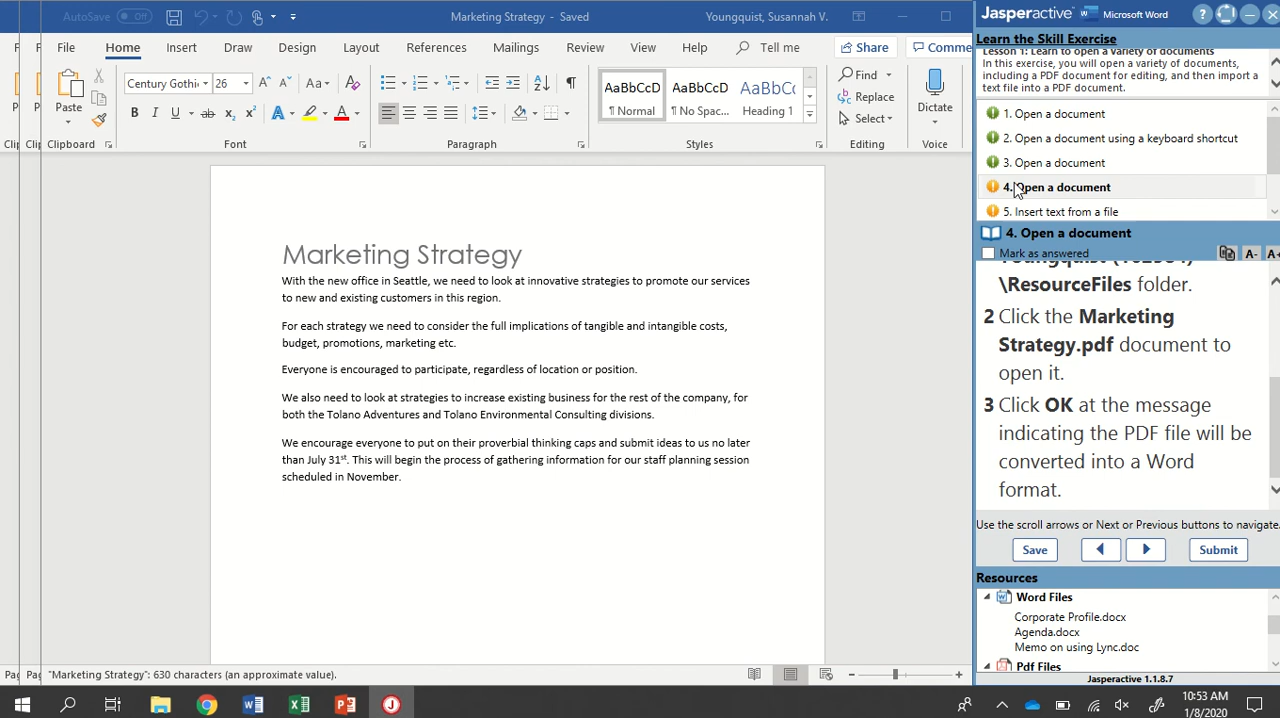 AutoSave Off
Marketing Strategy - Saved
Youngquist, Susannah V.
File Home Insert Draw Design Layout References Mailings Review View Help Tell me Share Comme
Paste
Century Gothi 26
Aa
B I U ab x₂ x² A A
AaBbCcD AaBbCcD AaBbCc
¶ Normal ¶ No Spac... Heading 1
Find
Replace
Select
Dictate
Clip Clipboard Font Paragraph Styles Editing Voice
Marketing Strategy
With the new office in Seattle, we need to look at innovative strategies to promote our services
to new and existing customers in this region.
For each strategy we need to consider the full implications of tangible and intangible costs,
budget, promotions, marketing etc.
Everyone is encouraged to participate, regardless of location or position.
We also need to look at strategies to increase existing business for the rest of the company, for
both the Tolano Adventures and Tolano Environmental Consulting divisions.
We encourage everyone to put on their proverbial thinking caps and submit ideas to us no later
than July 31st. This will begin the process of gathering information for our staff planning session
scheduled in November.
Pag Pag "Marketing Strategy": 630 characters (an approximate value).
Jasperactive Microsoft Word
Learn the Skill Exercise
Lesson 1: Learn to open a variety of documents
In this exercise, you will open a variety of documents,
including a PDF document for editing, and then import a
text file into a PDF document.
1. Open a document
2. Open a document using a keyboard shortcut
3. Open a document
4. Open a document
5. Insert text from a file
4. Open a document
Mark as answered
A- A+
\ResourceFiles folder.
2 Click the Marketing
Strategy.pdf document to
open it.
3 Click OK at the message
indicating the PDF file will be
converted into a Word
format.
Use the scroll arrows or Next or Previous buttons to navigate.
Save Submit
Resources
Word Files
Corporate Profile.docx
Agenda.docx
Memo on using Lync.doc
Pdf Files
Jasperactive 1.1.8.7
10:53 AM
1/8/2020